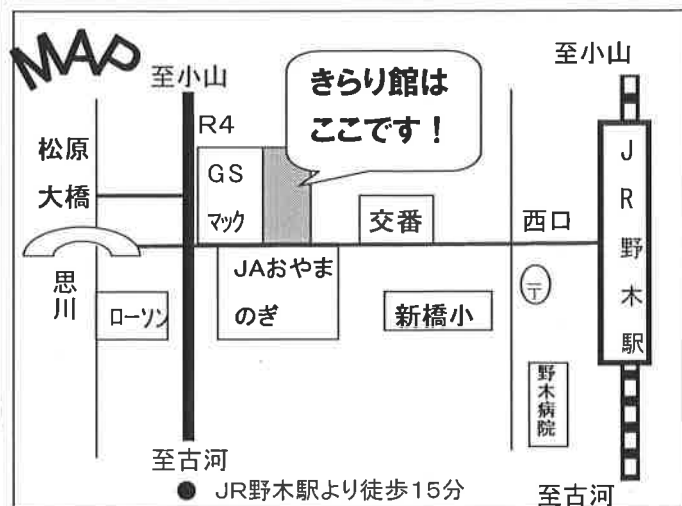 MAP
至小山
至小山
きらり館は
ここです!
R4
松原
大橋
GS
マック
交番
西口
JR野木駅
思川
ローソン
JAおやま
のぎ
新橋小
〒
野木病院
至古河
至古河
● JR野木駅より徒歩15分